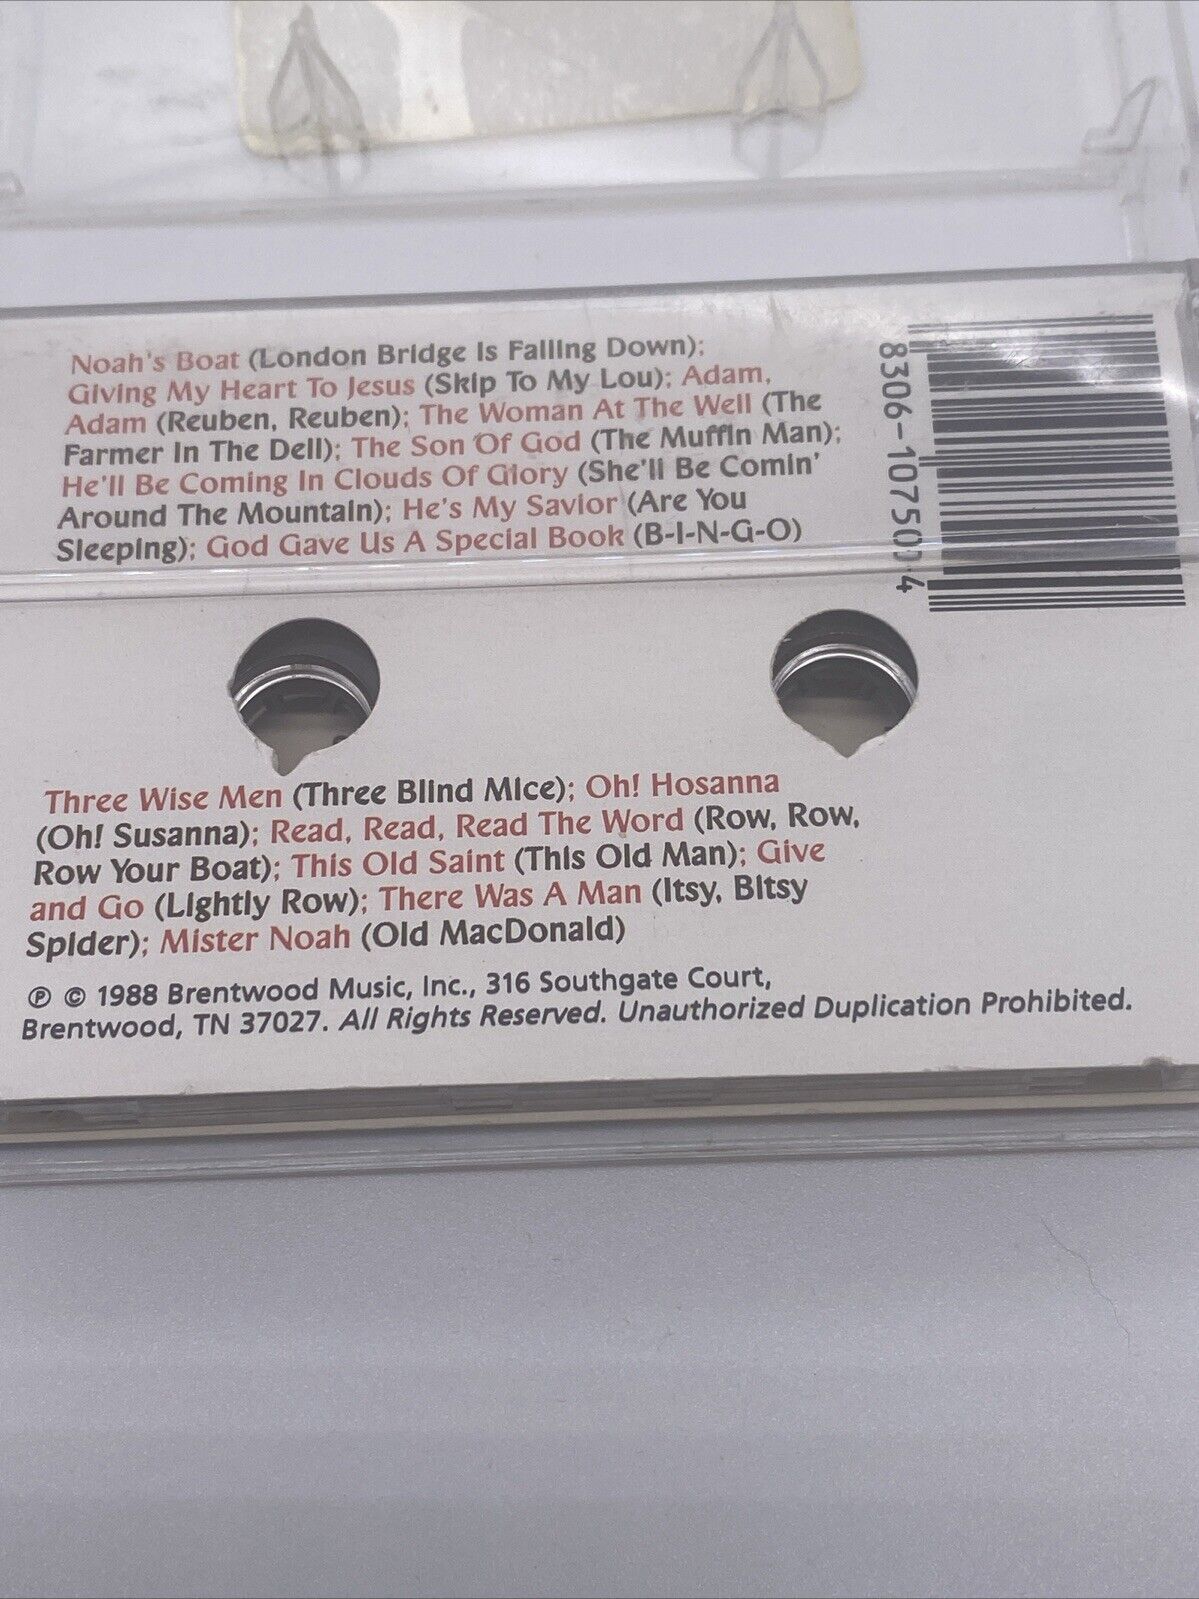 Noah's Boat (London Bridge Is Falling Down);
Giving My Heart To Jesus (Skip To My Lou); Adam,
Adam (Reuben, Reuben); The Woman At The Well (The
Farmer In The Dell); The Son Of God (The Muffin Man);
He'll Be Coming In Clouds Of Glory (She'll Be Comin'
Around The Mountain); He's My Savior (Are You
Sleeping); God Gave Us A Special Book (B-I-N-G-O)
8306-10750 4
Three Wise Men (Three Blind Mice); Oh! Hosanna
(Oh! Susanna); Read, Read, Read The Word (Row, Row,
Row Your Boat); This Old Saint (This Old Man); Give
and Go (Lightly Row); There Was A Man (Itsy, Bitsy
Spider); Mister Noah (Old MacDonald)
℗ © 1988 Brentwood Music, Inc., 316 Southgate Court,
Brentwood, TN 37027. All Rights Reserved. Unauthorized Duplication Prohibited.